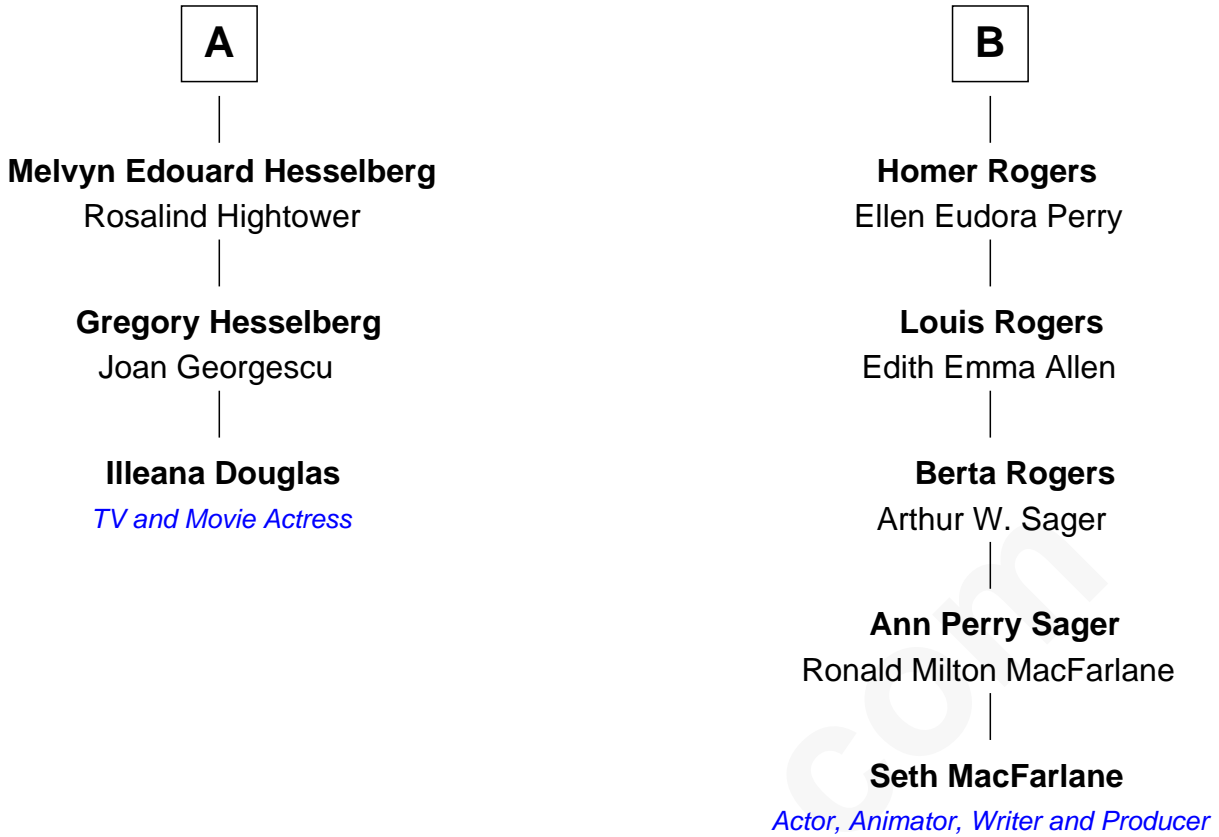 A
Melvyn Edouard Hesselberg
Rosalind Hightower
Gregory Hesselberg
Joan Georgescu
Illeana Douglas
TV and Movie Actress
B
Homer Rogers
Ellen Eudora Perry
Louis Rogers
Edith Emma Allen
Berta Rogers
Arthur W. Sager
Ann Perry Sager
Ronald Milton MacFarlane
Seth MacFarlane
Actor, Animator, Writer and Producer
com